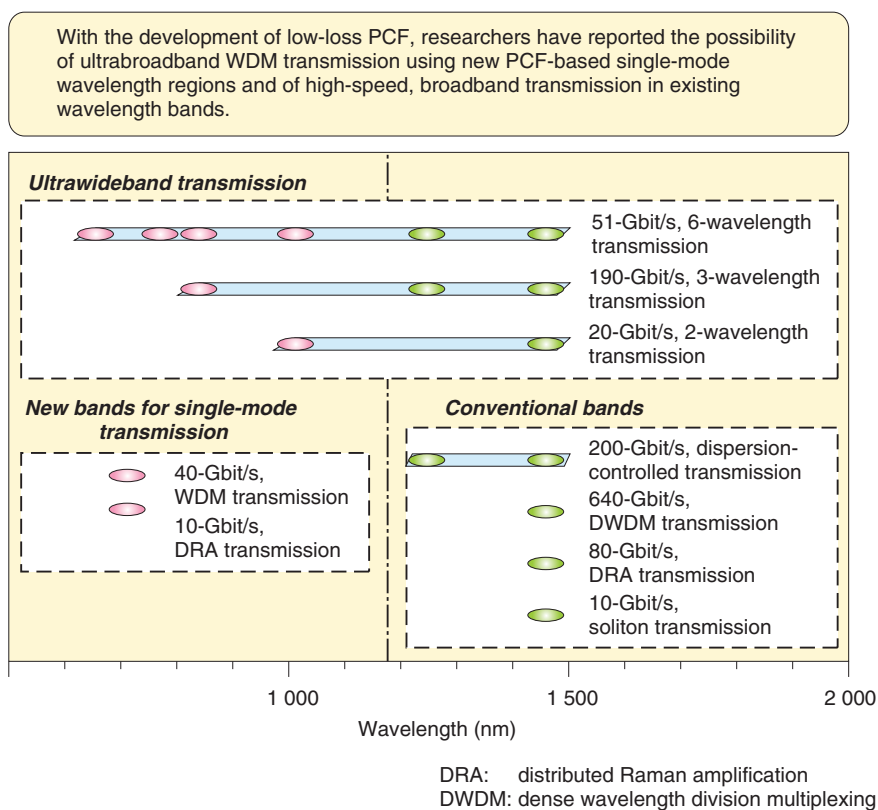 With the development of low-loss PCF, researchers have reported the possibility
of ultrabroadband WDM transmission using new PCF-based single-mode
wavelength regions and of high-speed, broadband transmission in existing
wavelength bands.
Ultrawideband transmission
51-Gbit/s, 6-wavelength
transmission
190-Gbit/s, 3-wavelength
transmission
20-Gbit/s, 2-wavelength
transmission
New bands for single-mode
transmission
40-Gbit/s,
WDM transmission
10-Gbit/s,
DRA transmission
Conventional bands
200-Gbit/s, dispersion-
controlled transmission
640-Gbit/s,
DWDM transmission
80-Gbit/s,
DRA transmission
10-Gbit/s,
soliton transmission
1 000 1 500 2 000
Wavelength (nm)
DRA: distributed Raman amplification
DWDM: dense wavelength division multiplexing